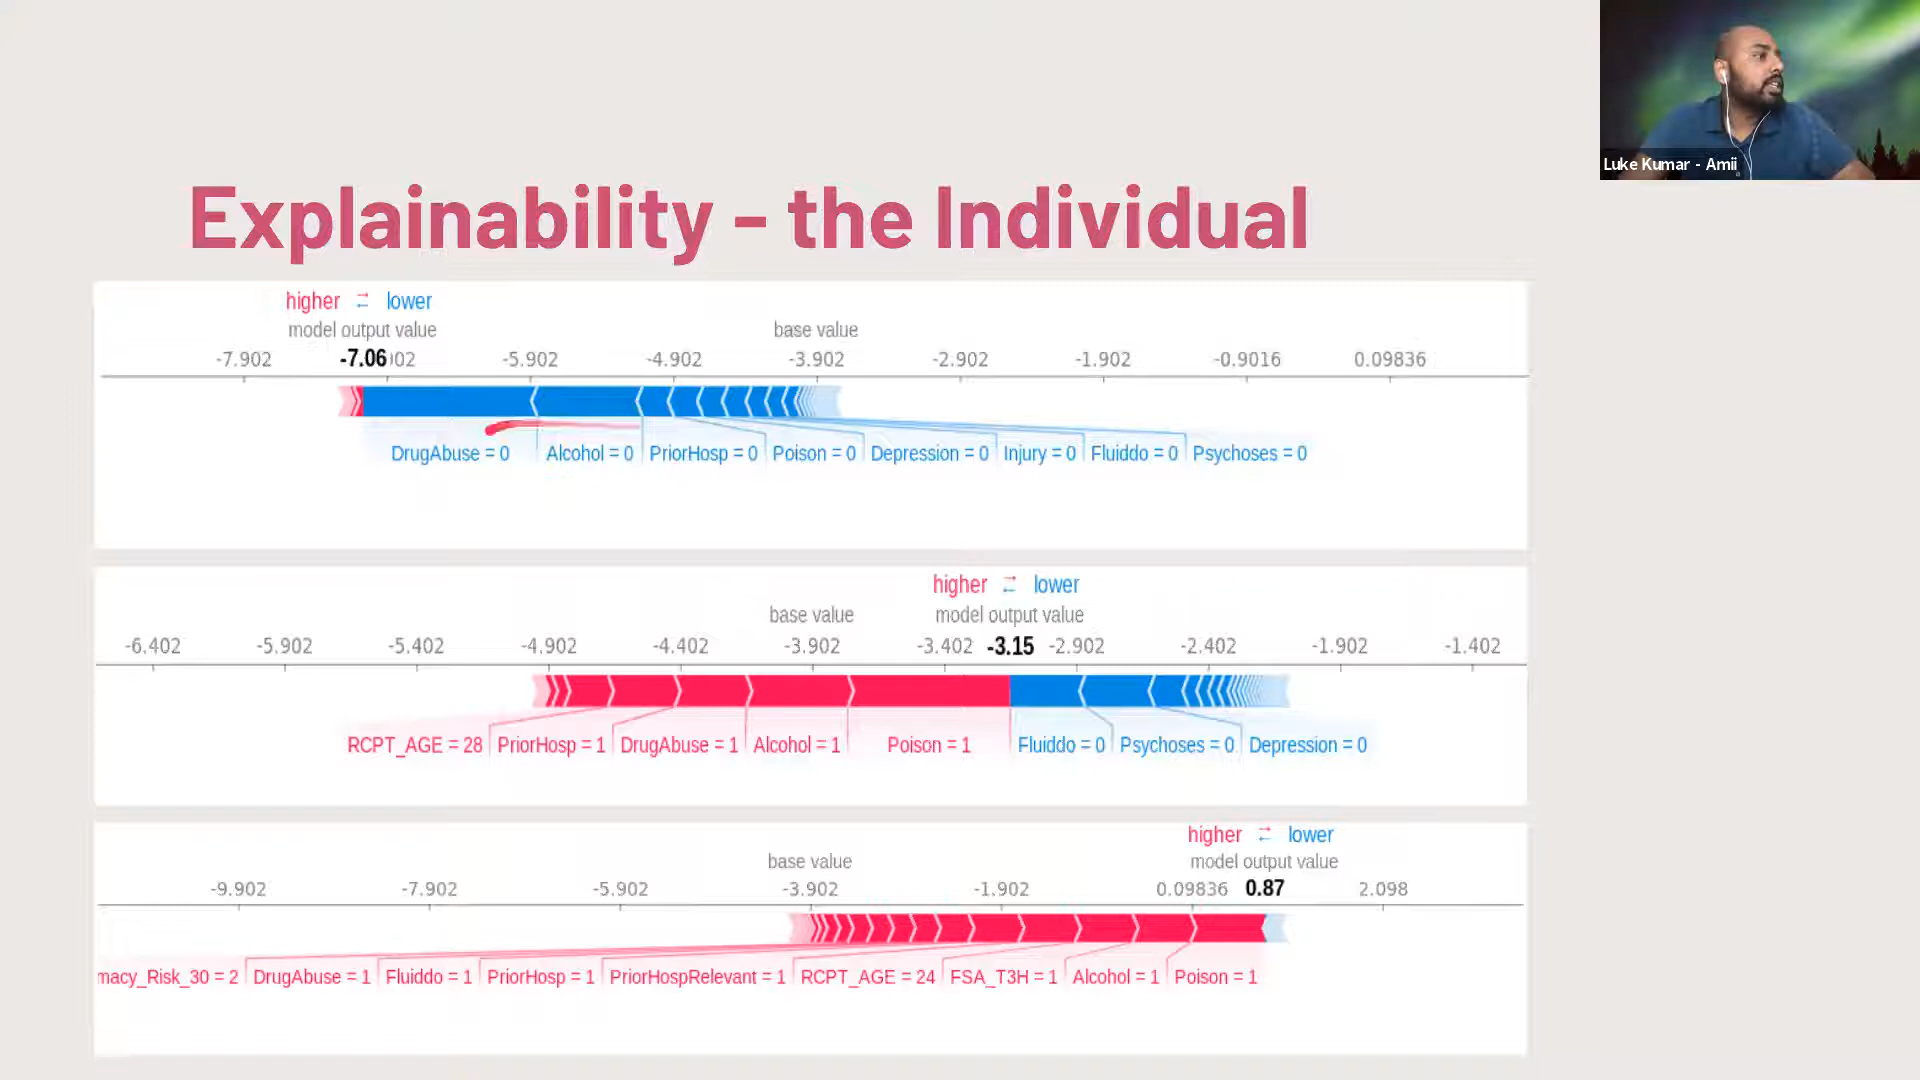 Luke Kumar - Amii
Explainability - the Individual
higher ⇄ lower
model output value base value
-7.902 -7.06 02 -5.902 -4.902 -3.902 -2.902 -1.902 -0.9016 0.09836
DrugAbuse = 0 Alcohol = 0 PriorHosp = 0 Poison = 0 Depression = 0 Injury = 0 Fluiddo = 0 Psychoses = 0
higher ⇄ lower
base value model output value
-6.402 -5.902 -5.402 -4.902 -4.402 -3.902 -3.402 -3.15 -2.902 -2.402 -1.902 -1.402
RCPT_AGE = 28 PriorHosp = 1 DrugAbuse = 1 Alcohol = 1 Poison = 1 Fluiddo = 0 Psychoses = 0 Depression = 0
higher ⇄ lower
base value model output value
-9.902 -7.902 -5.902 -3.902 -1.902 0.09836 0.87 2.098
macy_Risk_30 = 2 DrugAbuse = 1 Fluiddo = 1 PriorHosp = 1 PriorHospRelevant = 1 RCPT_AGE = 24 FSA_T3H = 1 Alcohol = 1 Poison = 1